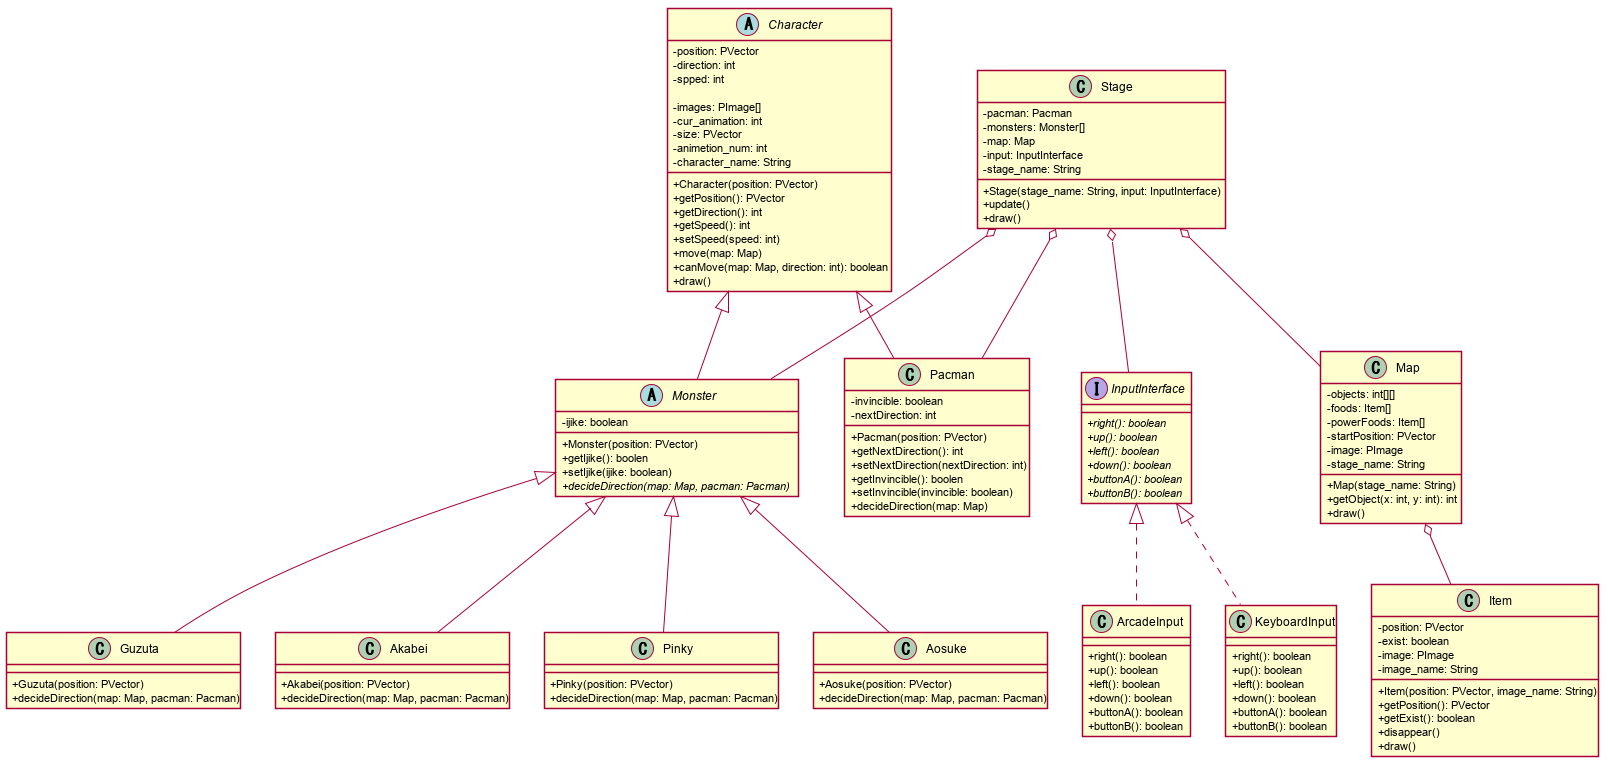 A Character
-position: PVector
-direction: int
-spped: int
-images: PImage[]
-cur_animation: int
-size: PVector
-animetion_num: int
-character_name: String
+Character(position: PVector)
+getPosition(): PVector
+getDirection(): int
+getSpeed(): int
+setSpeed(speed: int)
+move(map: Map)
+canMove(map: Map, direction: int): boolean
+draw()
C Stage
-pacman: Pacman
-monsters: Monster[]
-map: Map
-input: InputInterface
-stage_name: String
+Stage(stage_name: String, input: InputInterface)
+update()
+draw()
A Monster
-ijike: boolean
+Monster(position: PVector)
+getIjike(): boolen
+setIjike(ijike: boolean)
+decideDirection(map: Map, pacman: Pacman)
C Pacman
-invincible: boolean
-nextDirection: int
+Pacman(position: PVector)
+getNextDirection(): int
+setNextDirection(nextDirection: int)
+getInvincible(): boolen
+setInvincible(invincible: boolean)
+decideDirection(map: Map)
I InputInterface
+right(): boolean
+up(): boolean
+left(): boolean
+down(): boolean
+buttonA(): boolean
+buttonB(): boolean
C Map
-objects: int[][]
-foods: Item[]
-powerFoods: Item[]
-startPosition: PVector
-image: PImage
-stage_name: String
+Map(stage_name: String)
+getObject(x: int, y: int): int
+draw()
C Guzuta
+Guzuta(position: PVector)
+decideDirection(map: Map, pacman: Pacman)
C Akabei
+Akabei(position: PVector)
+decideDirection(map: Map, pacman: Pacman)
C Pinky
+Pinky(position: PVector)
+decideDirection(map: Map, pacman: Pacman)
C Aosuke
+Aosuke(position: PVector)
+decideDirection(map: Map, pacman: Pacman)
C ArcadeInput
+right(): boolean
+up(): boolean
+left(): boolean
+down(): boolean
+buttonA(): boolean
+buttonB(): boolean
C KeyboardInput
+right(): boolean
+up(): boolean
+left(): boolean
+down(): boolean
+buttonA(): boolean
+buttonB(): boolean
C Item
-position: PVector
-exist: boolean
-image: PImage
-image_name: String
+Item(position: PVector, image_name: String)
+getPosition(): PVector
+getExist(): boolean
+disappear()
+draw()